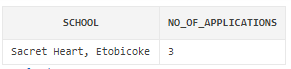 SCHOOL NO_OF_APPLICATIONS
Sacret Heart, Etobicoke 3